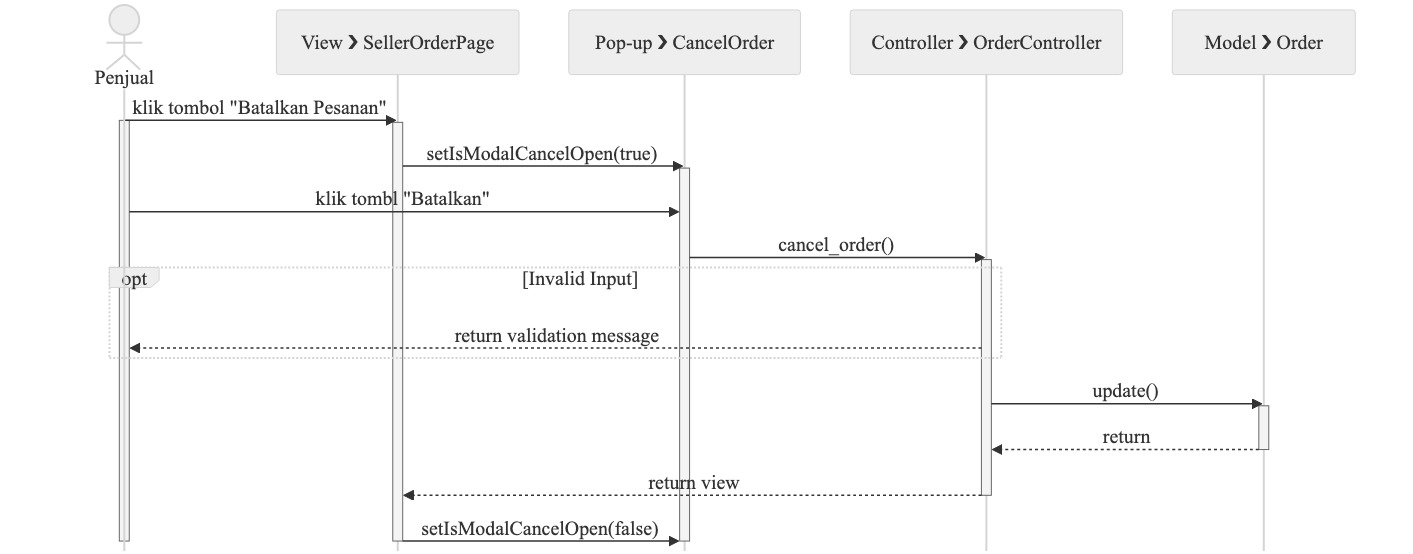 View ❯ SellerOrderPage
Pop-up ❯ CancelOrder
Controller ❯ OrderController
Model ❯ Order
Penjual
klik tombol "Batalkan Pesanan"
setIsModalCancelOpen(true)
klik tombl "Batalkan"
cancel_order()
opt
[Invalid Input]
return validation message
update()
return
return view
setIsModalCancelOpen(false)